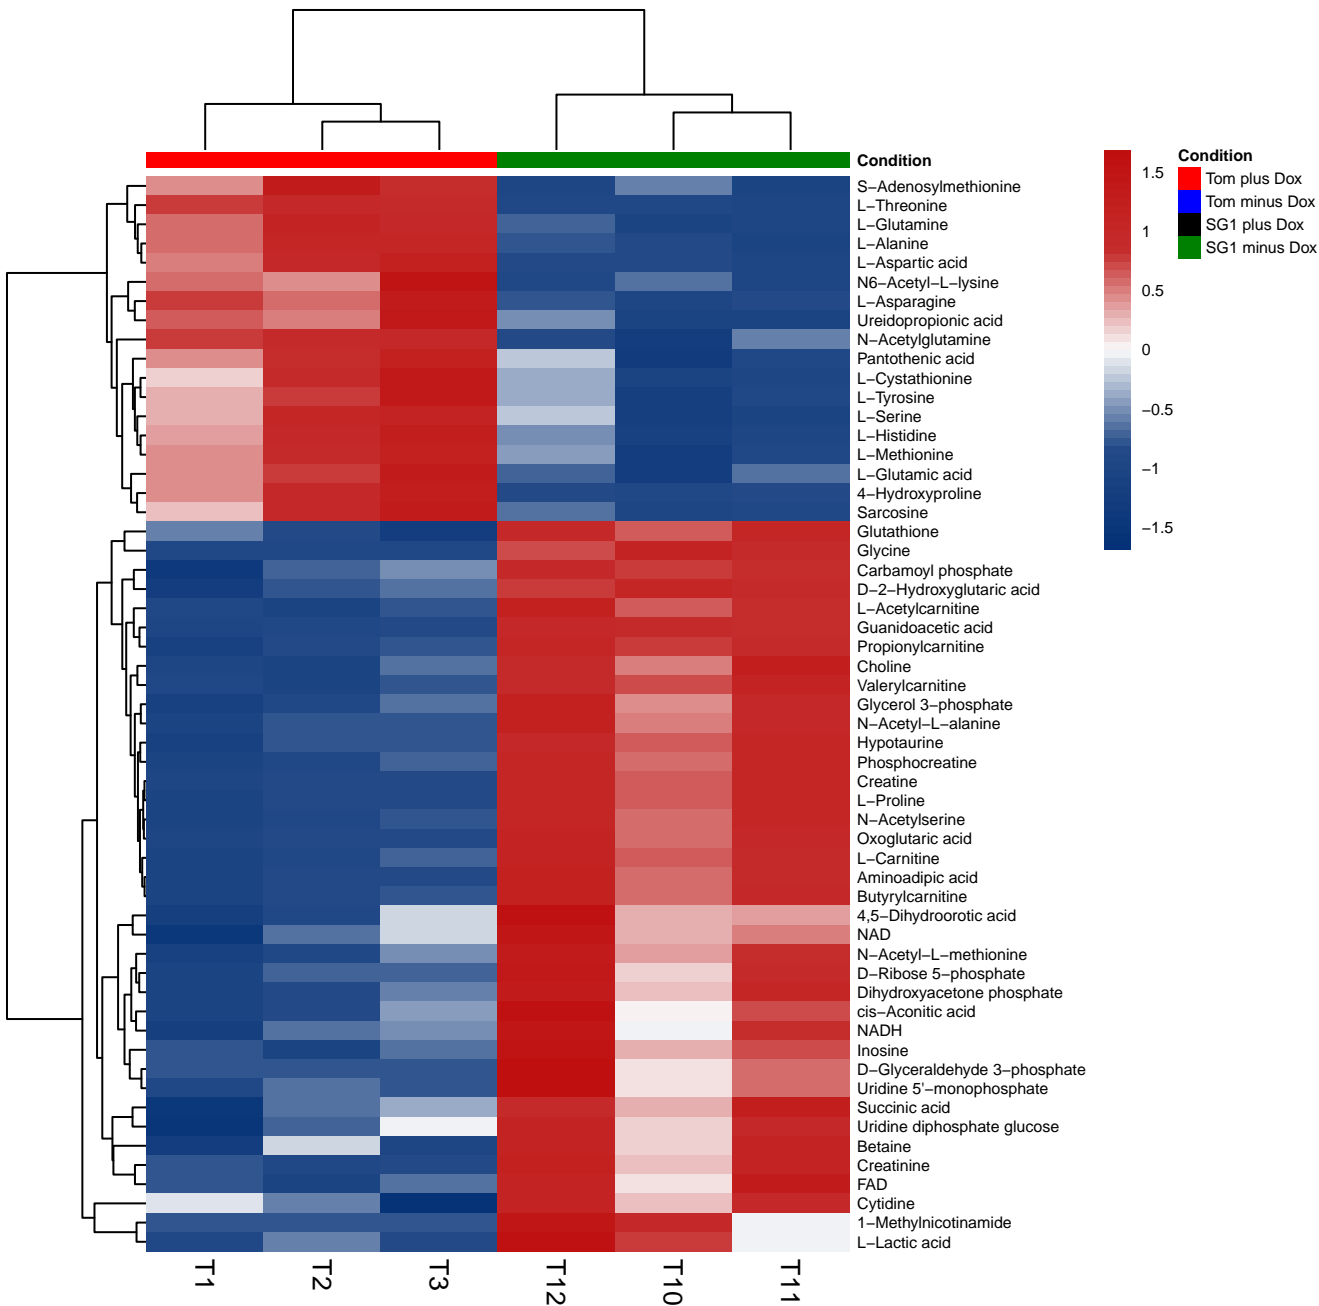 Condition
S−Adenosylmethionine
L−Threonine
L−Glutamine
L−Alanine
L−Aspartic acid
N6−Acetyl−L−lysine
L−Asparagine
Ureidopropionic acid
N−Acetylglutamine
Pantothenic acid
L−Cystathionine
L−Tyrosine
L−Serine
L−Histidine
L−Methionine
L−Glutamic acid
4−Hydroxyproline
Sarcosine
Glutathione
Glycine
Carbamoyl phosphate
D−2−Hydroxyglutaric acid
L−Acetylcarnitine
Guanidoacetic acid
Propionylcarnitine
Choline
Valerylcarnitine
Glycerol 3−phosphate
N−Acetyl−L−alanine
Hypotaurine
Phosphocreatine
Creatine
L−Proline
N−Acetylserine
Oxoglutaric acid
L−Carnitine
Aminoadipic acid
Butyrylcarnitine
4,5−Dihydroorotic acid
NAD
N−Acetyl−L−methionine
D−Ribose 5−phosphate
Dihydroxyacetone phosphate
cis−Aconitic acid
NADH
Inosine
D−Glyceraldehyde 3−phosphate
Uridine 5'−monophosphate
Succinic acid
Uridine diphosphate glucose
Betaine
Creatinine
FAD
Cytidine
1−Methylnicotinamide
L−Lactic acid
T1
T2
T3
T12
T10
T11
1.5
1
0.5
0
−0.5
−1
−1.5
Condition
Tom plus Dox
Tom minus Dox
SG1 plus Dox
SG1 minus Dox